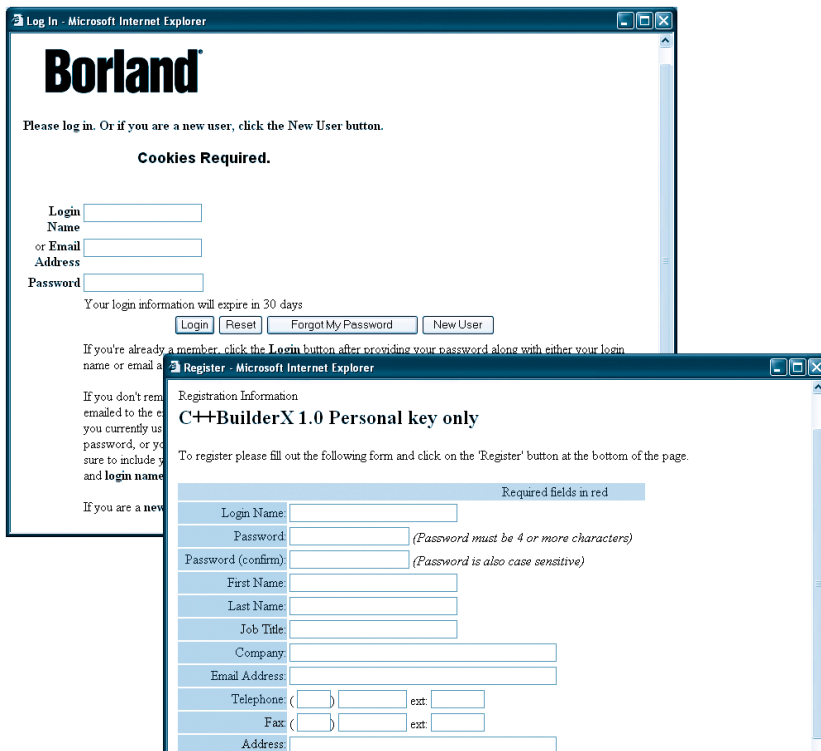 Log In - Microsoft Internet Explorer
Borland®
Please log in. Or if you are a new user, click the New User button.
Cookies Required.
Login
Name
or Email
Address
Password
Your login information will expire in 30 days
Login Reset Forgot My Password New User
If you're already a member, click the Login button after providing your password along with either your login
name or email a
If you don't rem
emailed to the e
you currently us
password, or yo
sure to include y
and login name
If you are a new
Register - Microsoft Internet Explorer
Registration Information
C++BuilderX 1.0 Personal key only
To register please fill out the following form and click on the 'Register' button at the bottom of the page.
Required fields in red
Login Name:
Password: (Password must be 4 or more characters)
Password (confirm): (Password is also case sensitive)
First Name:
Last Name:
Job Title:
Company:
Email Address:
Telephone: ( ) ext:
Fax: ( ) ext:
Address: